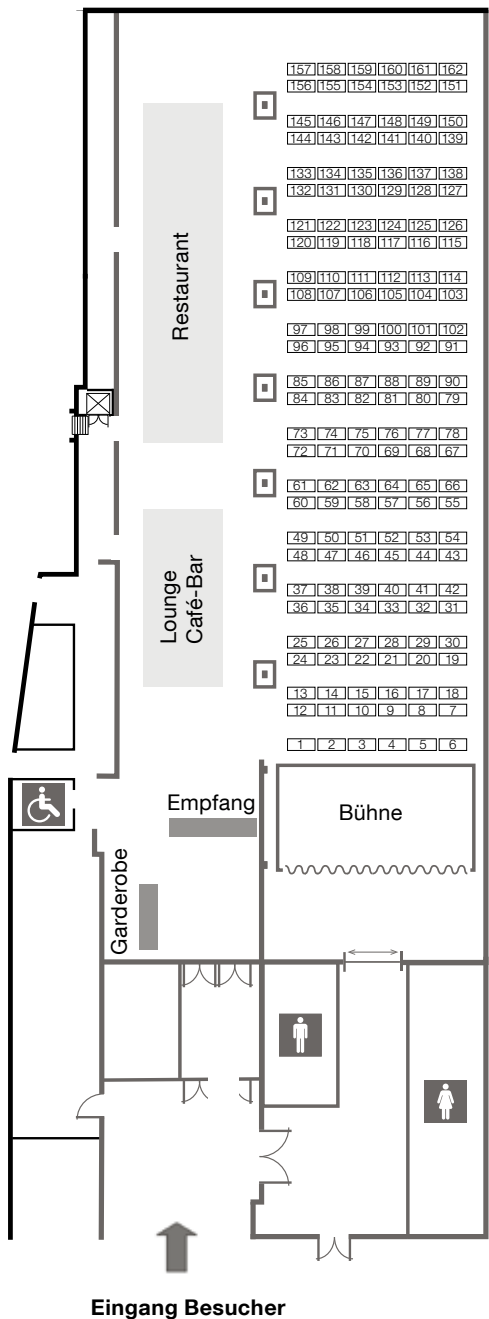 157 158 159 160 161 162
156 155 154 153 152 151
145 146 147 148 149 150
144 143 142 141 140 139
133 134 135 136 137 138
132 131 130 129 128 127
121 122 123 124 125 126
120 119 118 117 116 115
Restaurant
109 110 111 112 113 114
108 107 106 105 104 103
97 98 99 100 101 102
96 95 94 93 92 91
85 86 87 88 89 90
84 83 82 81 80 79
73 74 75 76 77 78
72 71 70 69 68 67
61 62 63 64 65 66
60 59 58 57 56 55
49 50 51 52 53 54
48 47 46 45 44 43
Lounge
Café-Bar
37 38 39 40 41 42
36 35 34 33 32 31
25 26 27 28 29 30
24 23 22 21 20 19
13 14 15 16 17 18
12 11 10 9 8 7
1 2 3 4 5 6
Empfang
Bühne
Garderobe
Eingang Besucher